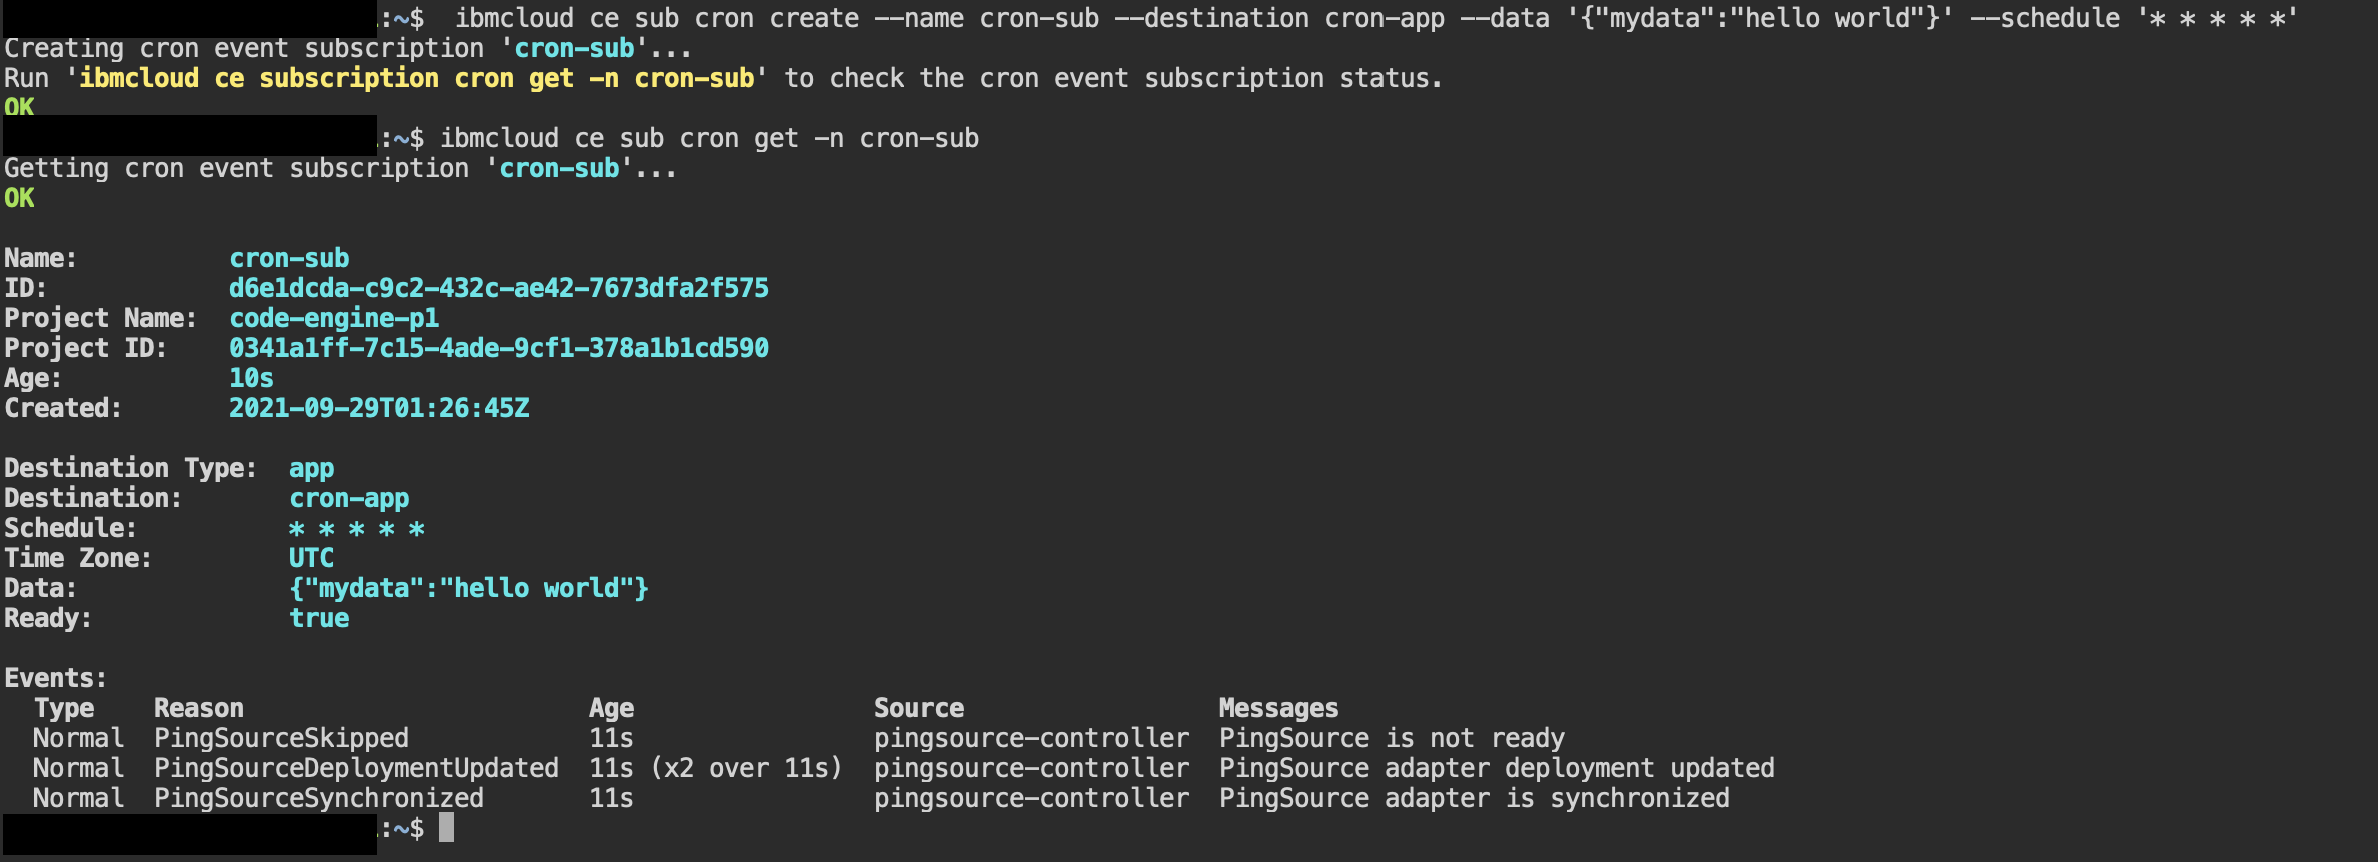 :~$  ibmcloud ce sub cron create --name cron-sub --destination cron-app --data '{"mydata":"hello world"}' --schedule '* * * * *'
Creating cron event subscription 'cron-sub'...
Run 'ibmcloud ce subscription cron get -n cron-sub' to check the cron event subscription status.
OK
:~$ ibmcloud ce sub cron get -n cron-sub
Getting cron event subscription 'cron-sub'...
OK
Name:          cron-sub
ID:            d6e1dcda-c9c2-432c-ae42-7673dfa2f575
Project Name:  code-engine-p1
Project ID:    0341a1ff-7c15-4ade-9cf1-378a1b1cd590
Age:           10s
Created:       2021-09-29T01:26:45Z
Destination Type:  app
Destination:       cron-app
Schedule:          * * * * *
Time Zone:         UTC
Data:              {"mydata":"hello world"}
Ready:             true
Events:
  Type    Reason                       Age                Source                 Messages
  Normal  PingSourceSkipped            11s                pingsource-controller  PingSource is not ready
  Normal  PingSourceDeploymentUpdated  11s (x2 over 11s)  pingsource-controller  PingSource adapter deployment updated
  Normal  PingSourceSynchronized       11s                pingsource-controller  PingSource adapter is synchronized
:~$